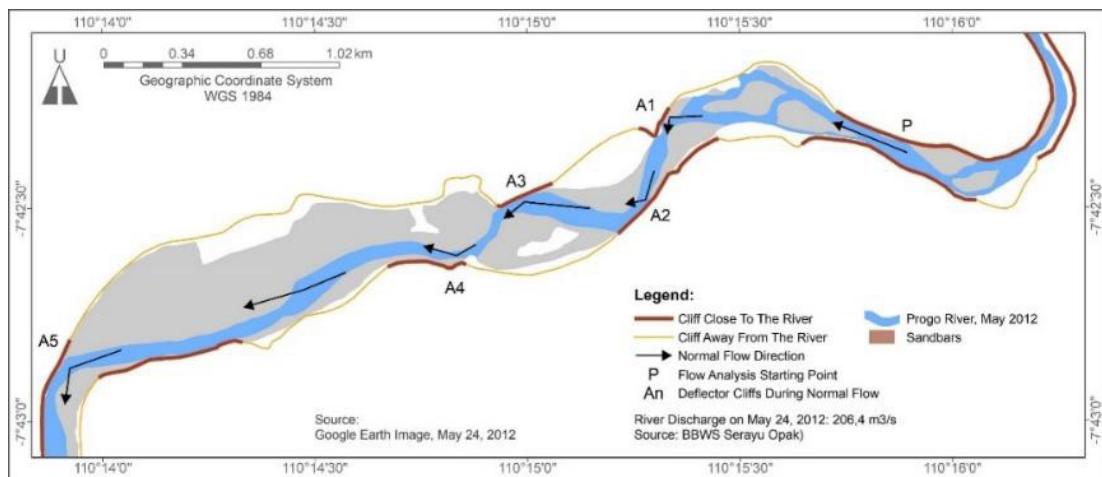 110°14'0" 110°14'30" 110°15'0" 110°15'30" 110°16'0"
U
0 0.34 0.68 1.02 km
Geographic Coordinate System
WGS 1984
A1
P
A3
A2
-7°42'30" -7°42'30"
A4
A5
Legend:
Cliff Close To The River
Cliff Away From The River
Normal Flow Direction
P Flow Analysis Starting Point
An Deflector Cliffs During Normal Flow
Progo River, May 2012
Sandbars
Source:
Google Earth Image, May 24, 2012
River Discharge on May 24, 2012: 206,4 m3/s
Source: BBWS Serayu Opak)
-7°43'0" -7°43'0"
110°14'0" 110°14'30" 110°15'0" 110°15'30" 110°16'0"